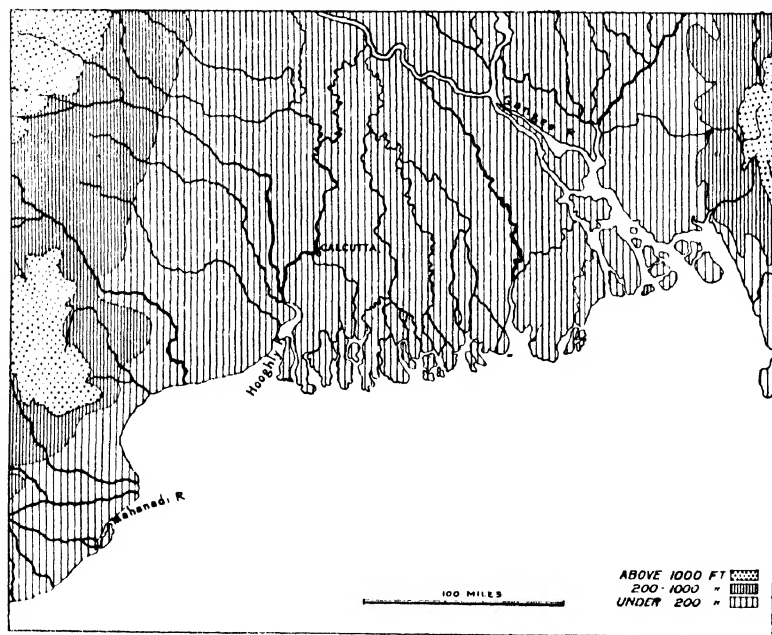 Ganges R
CALCUTTA
Hooghly R
Mahanadi R
100 MILES
ABOVE 1000 FT
200-1000 "
UNDER 200 "